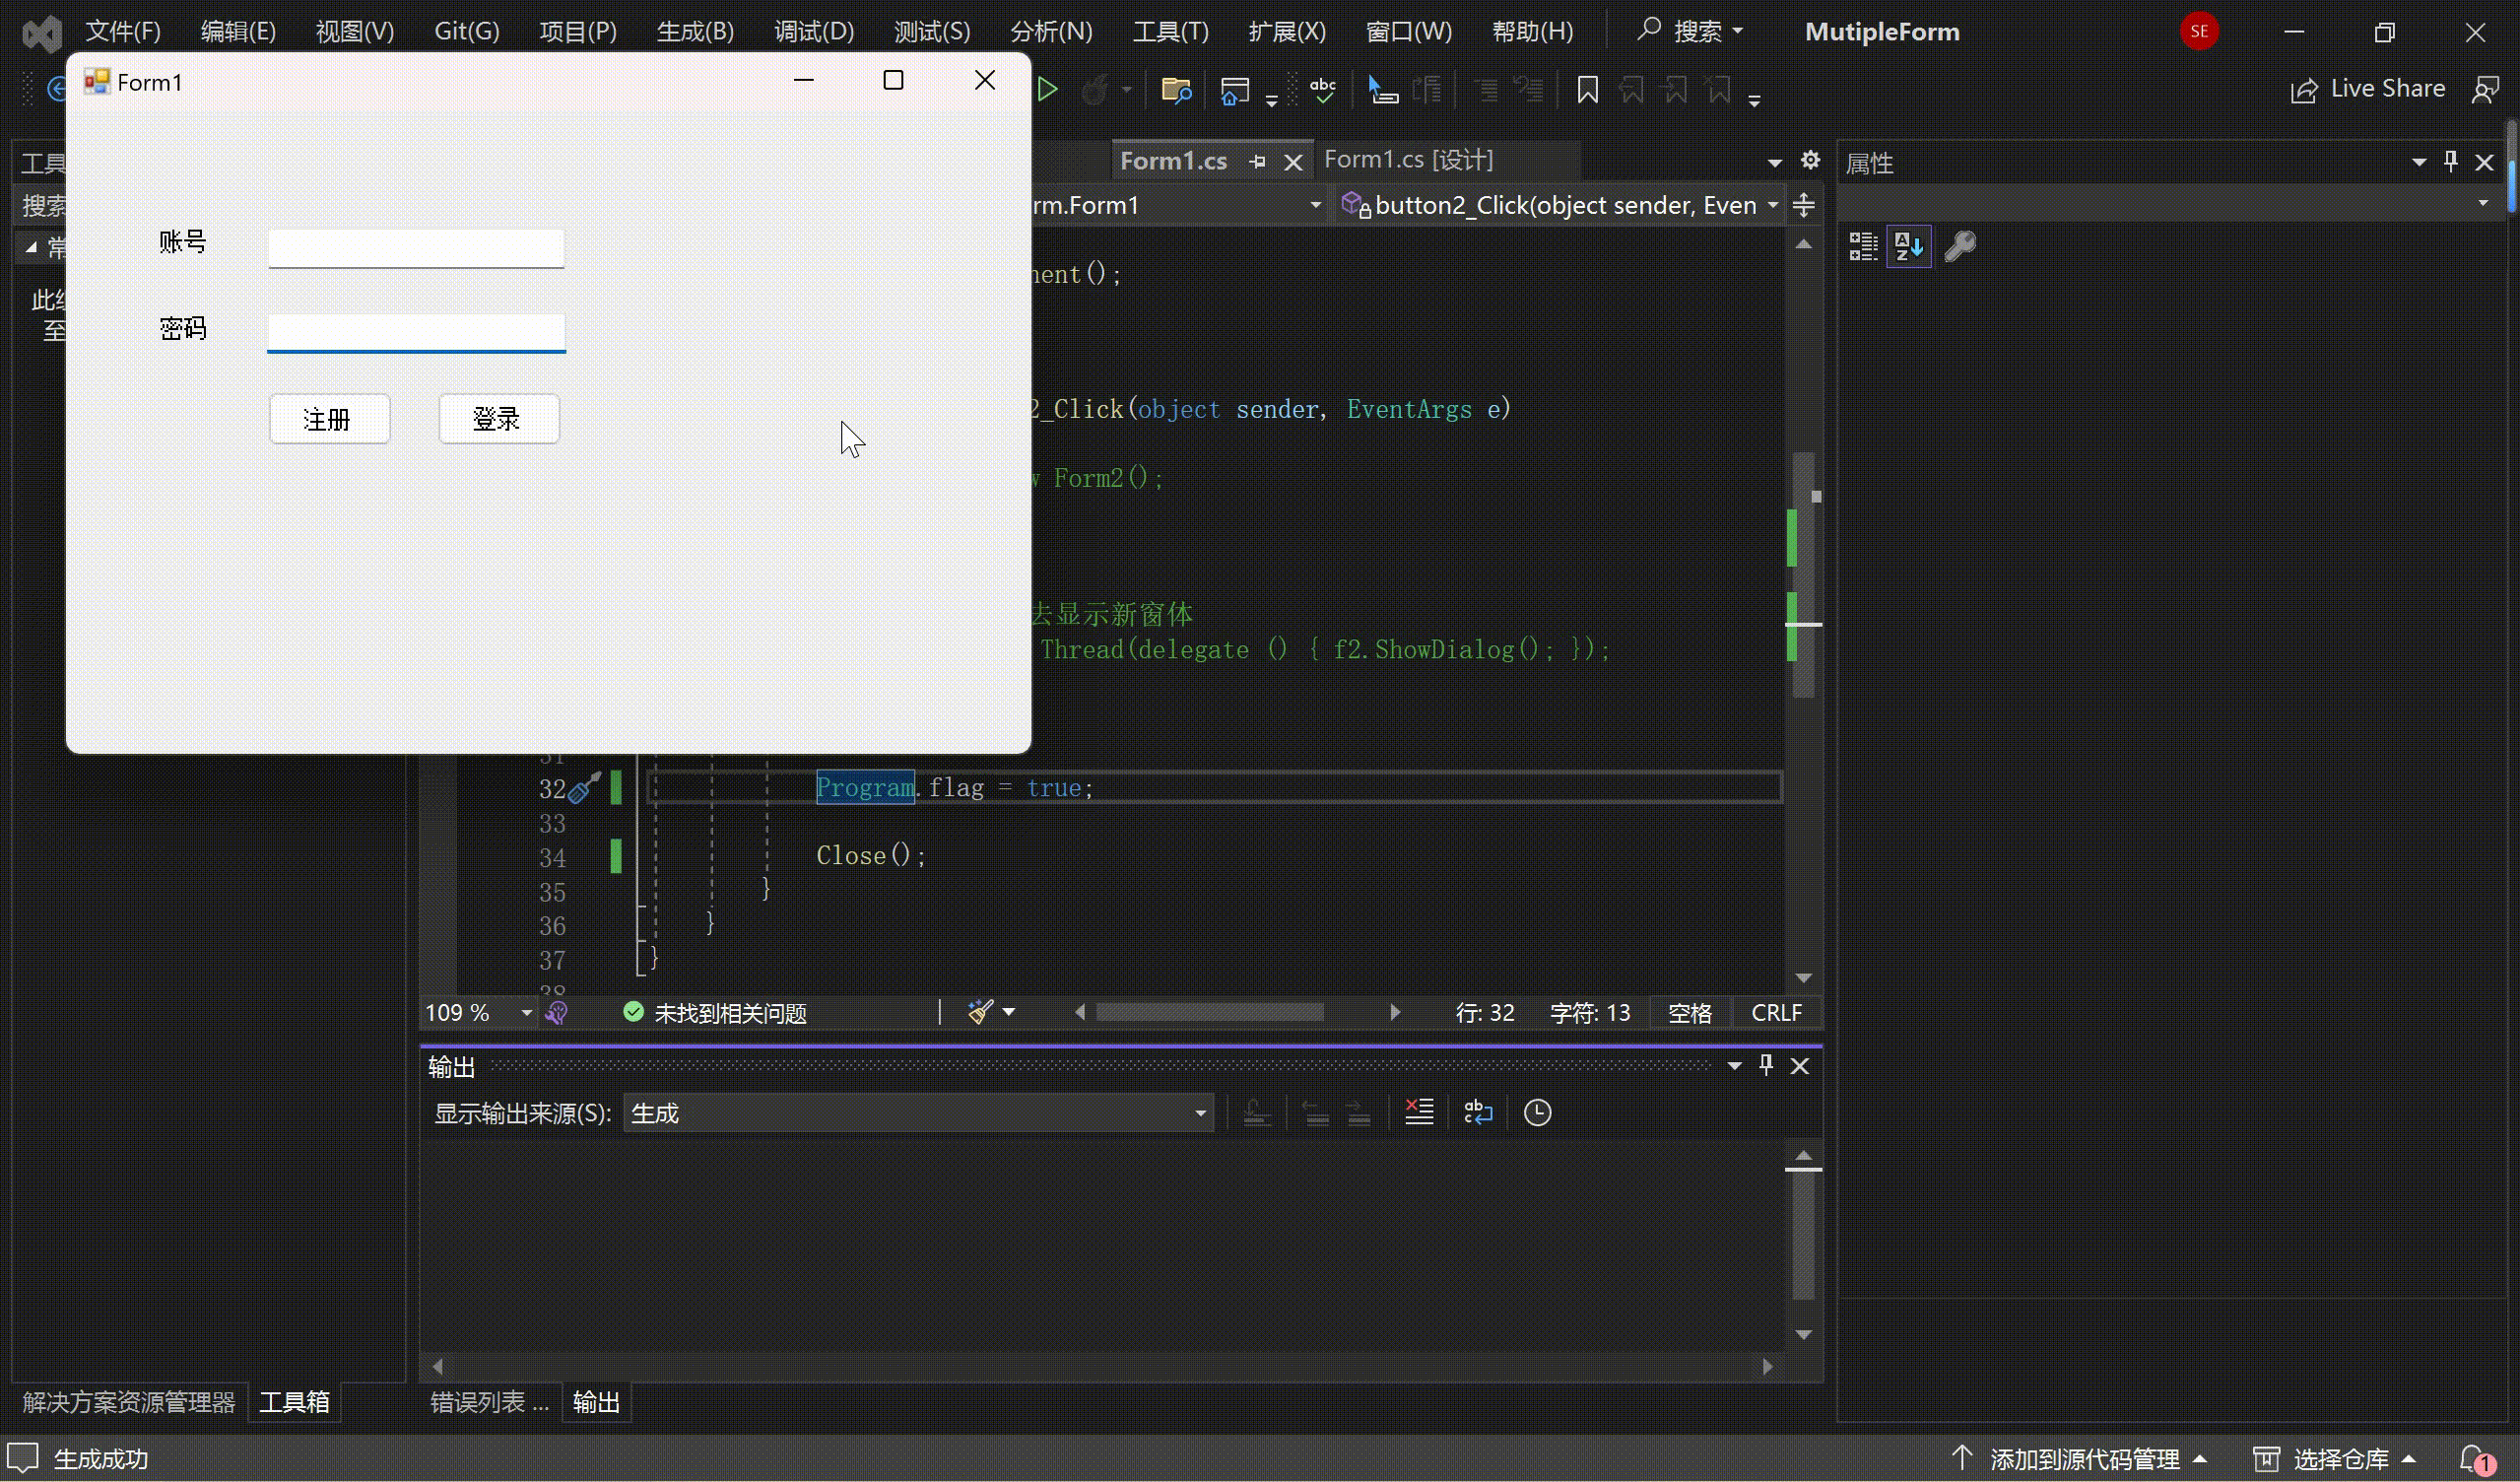 文件(F) 编辑(E) 视图(V) Git(G) 项目(P) 生成(B) 调试(D) 测试(S) 分析(N) 工具(T) 扩展(X) 窗口(W) 帮助(H) 搜索 MutipleForm SE
Live Share
Form1
账号
密码
注册 登录
工具
搜索
常
此
至
Form1.cs Form1.cs [设计]
rm.Form1 button2_Click(object sender, Even
nent();
2_Click(object sender, EventArgs e)
Form2();
去显示新窗体
Thread(delegate () { f2.ShowDialog(); });
31
32 Program.flag = true;
33
34 Close();
35 }
36 }
37 }
38
109 % 未找到相关问题 行: 32 字符: 13 空格 CRLF
输出
显示输出来源(S): 生成
属性
解决方案资源管理器 工具箱 错误列表 ... 输出
生成成功 添加到源代码管理 选择仓库 1